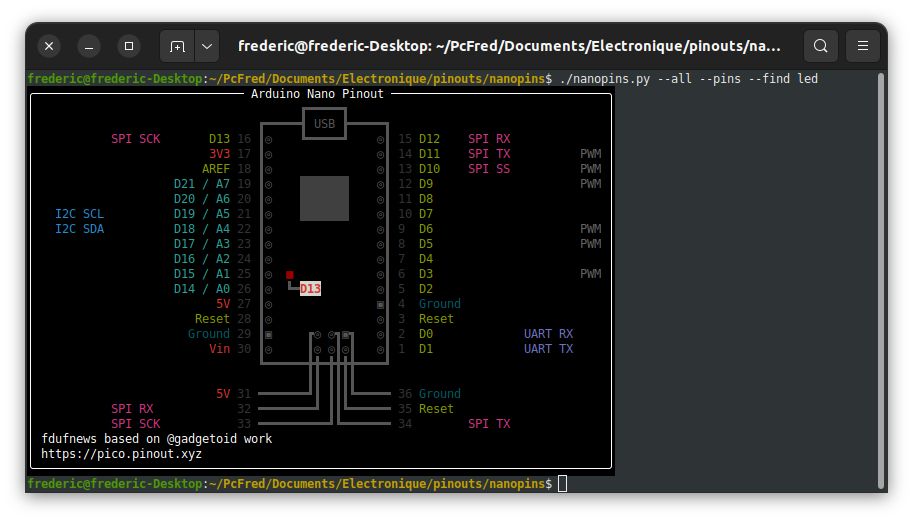 frederic@frederic-Desktop: ~/PcFred/Documents/Electronique/pinouts/na...
frederic@frederic-Desktop:~/PcFred/Documents/Electronique/pinouts/nanopins$ ./nanopins.py --all --pins --find led
Arduino Nano Pinout
USB
SPI SCK D13 16 15 D12 SPI RX
3V3 17 14 D11 SPI TX PWM
AREF 18 13 D10 SPI SS PWM
D21 / A7 19 12 D9 PWM
D20 / A6 20 11 D8
I2C SCL D19 / A5 21 10 D7
I2C SDA D18 / A4 22 9 D6 PWM
D17 / A3 23 8 D5 PWM
D16 / A2 24 7 D4
D15 / A1 25 6 D3 PWM
D14 / A0 26 D13 5 D2
5V 27 4 Ground
Reset 28 3 Reset
Ground 29 2 D0 UART RX
Vin 30 1 D1 UART TX
5V 31 36 Ground
SPI RX 32 35 Reset
SPI SCK 33 34 SPI TX
fdufnews based on @gadgetoid work
https://pico.pinout.xyz
frederic@frederic-Desktop:~/PcFred/Documents/Electronique/pinouts/nanopins$